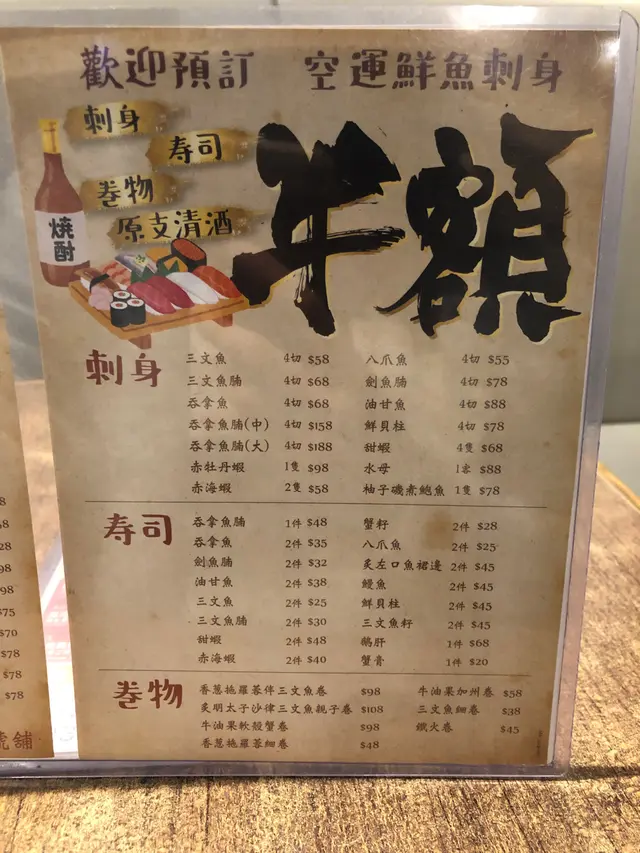 歡迎預訂 空運鮮魚刺身
刺身
寿司
巻物
原支清酒
焼酎
牛額
刺身
三文魚 4切 $58 八爪魚 4切 $55
三文魚腩 4切 $68 劍魚腩 4切 $78
吞拿魚 4切 $68 油甘魚 4切 $88
吞拿魚腩(中) 4切 $158 鮮貝柱 4切 $78
吞拿魚腩(大) 4切 $188 甜蝦 4隻 $68
赤牡丹蝦 1隻 $98 水母 1客 $88
赤海蝦 2隻 $58 柚子磯煮鮑魚 1隻 $78
寿司
吞拿魚腩 1件 $48 蟹籽 2件 $28
吞拿魚 2件 $35 八爪魚 2件 $25
劍魚腩 2件 $32 炙左口魚裙邊 2件 $45
油甘魚 2件 $38 鰻魚 2件 $45
三文魚 2件 $25 鮮貝柱 2件 $45
三文魚腩 2件 $30 三文魚籽 2件 $45
甜蝦 2件 $48 鵝肝 1件 $68
赤海蝦 2件 $40 蟹膏 1件 $20
巻物
香蔥拖羅蓉伴三文魚卷 $98 牛油果加州卷 $58
炙明太子沙律三文魚親子卷 $108 三文魚細卷 $38
牛油果軟殼蟹卷 $98 鐵火卷 $45
香蔥拖羅蓉細卷 $48
$75
$70
$78
$78
$78